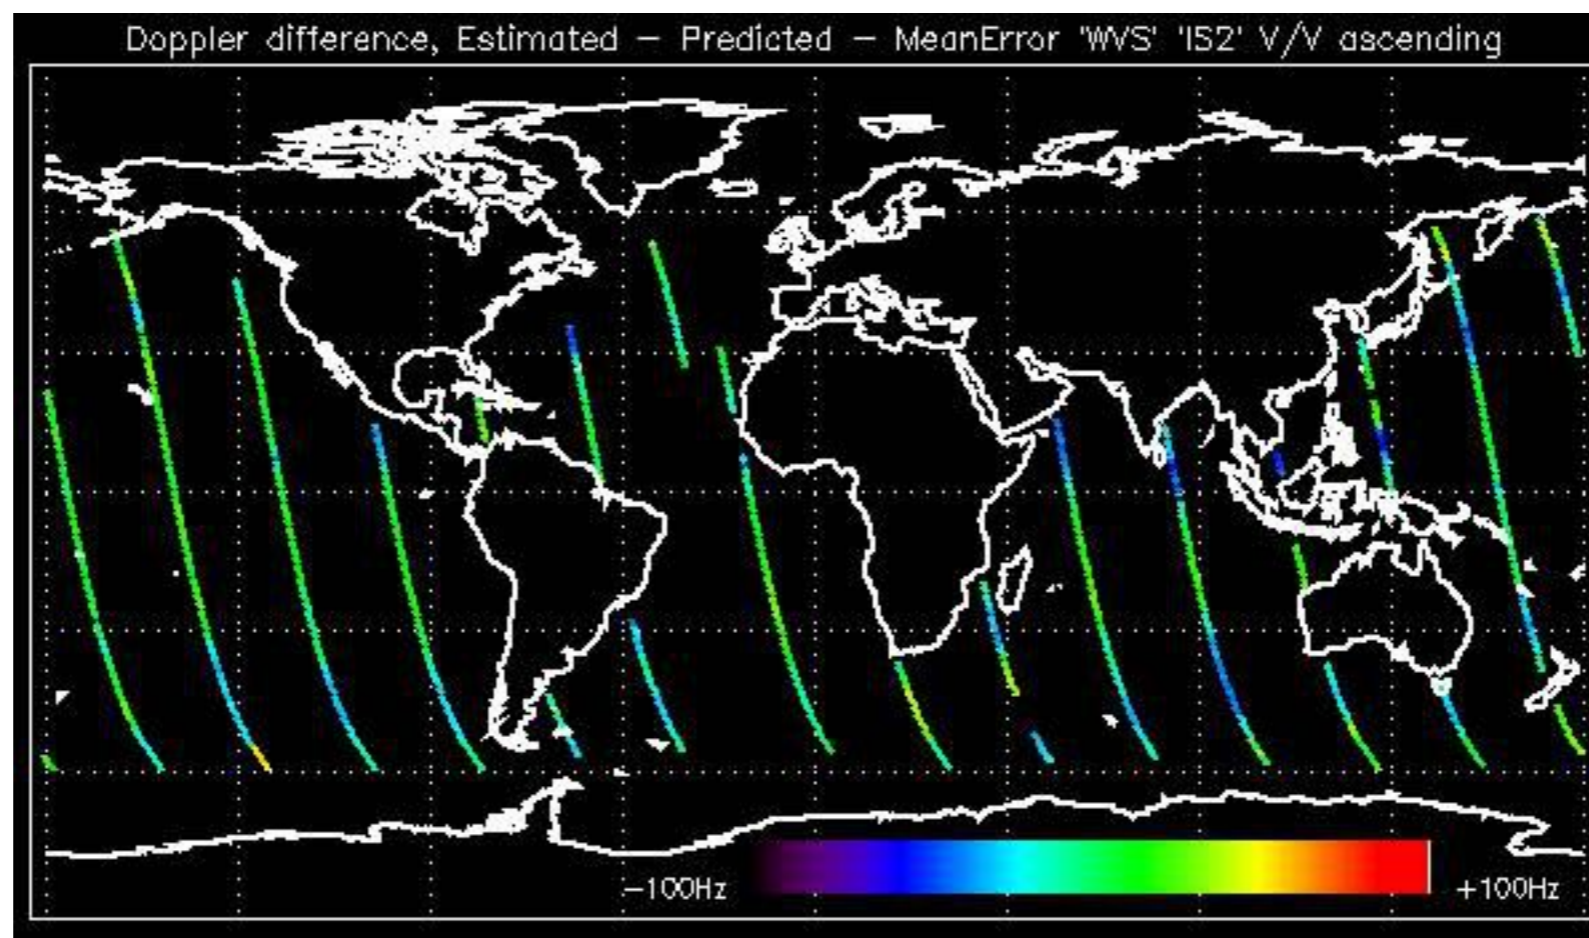 Doppler difference, Estimated – Predicted – MeanError 'WVS' 'IS2' V/V ascending
−100Hz
+100Hz